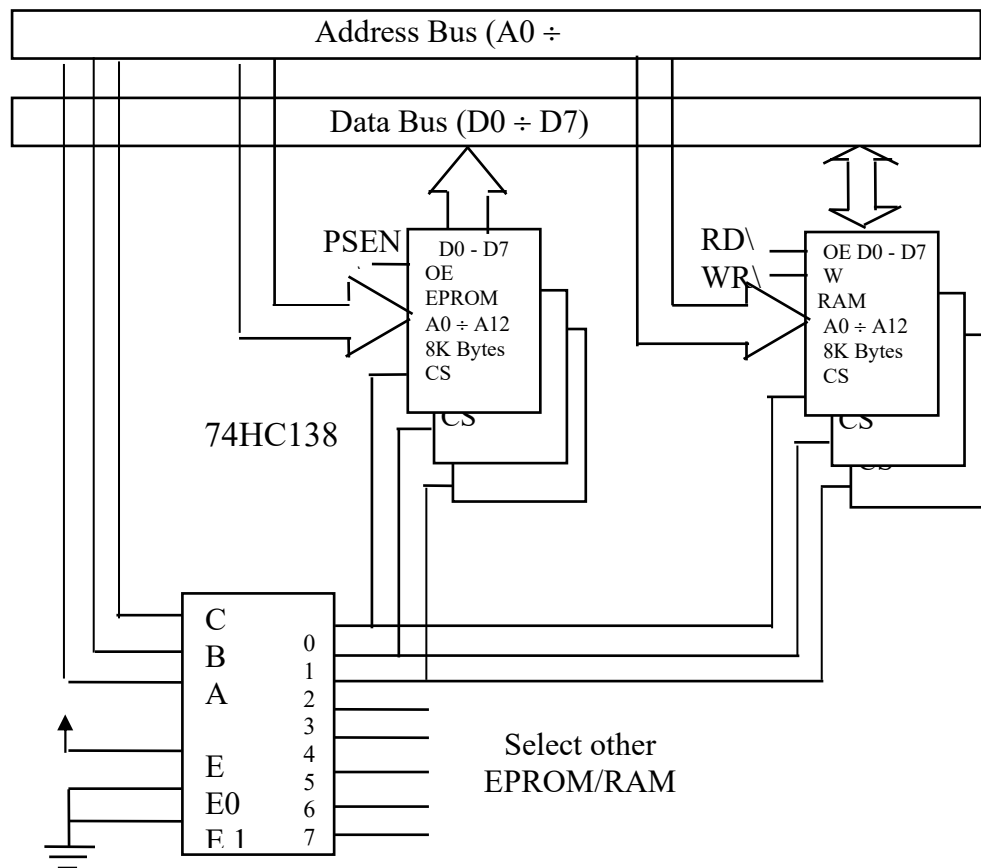 Address Bus (A0 ÷
Data Bus (D0 ÷ D7)
PSEN
D0 - D7
OE
EPROM
A0 ÷ A12
8K Bytes
CS
CS
RD\
WR\
OE D0 - D7
W
RAM
A0 ÷ A12
8K Bytes
CS
CS
CS
74HC138
C
B
A
E
E0
E1
0
1
2
3
4
5
6
7
Select other
EPROM/RAM